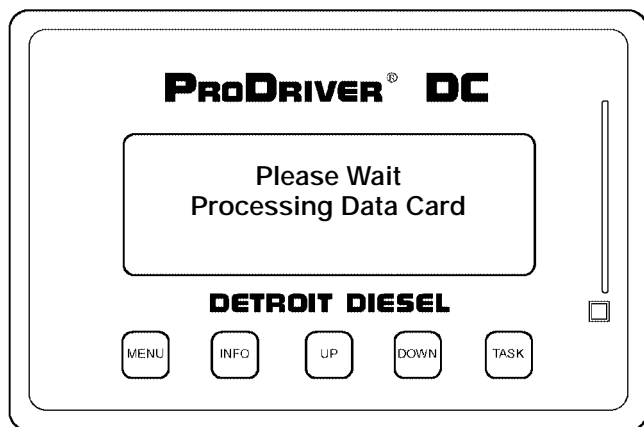 PRODRIVER® DC
Please Wait
Processing Data Card
DETROIT DIESEL
MENU INFO UP DOWN TASK